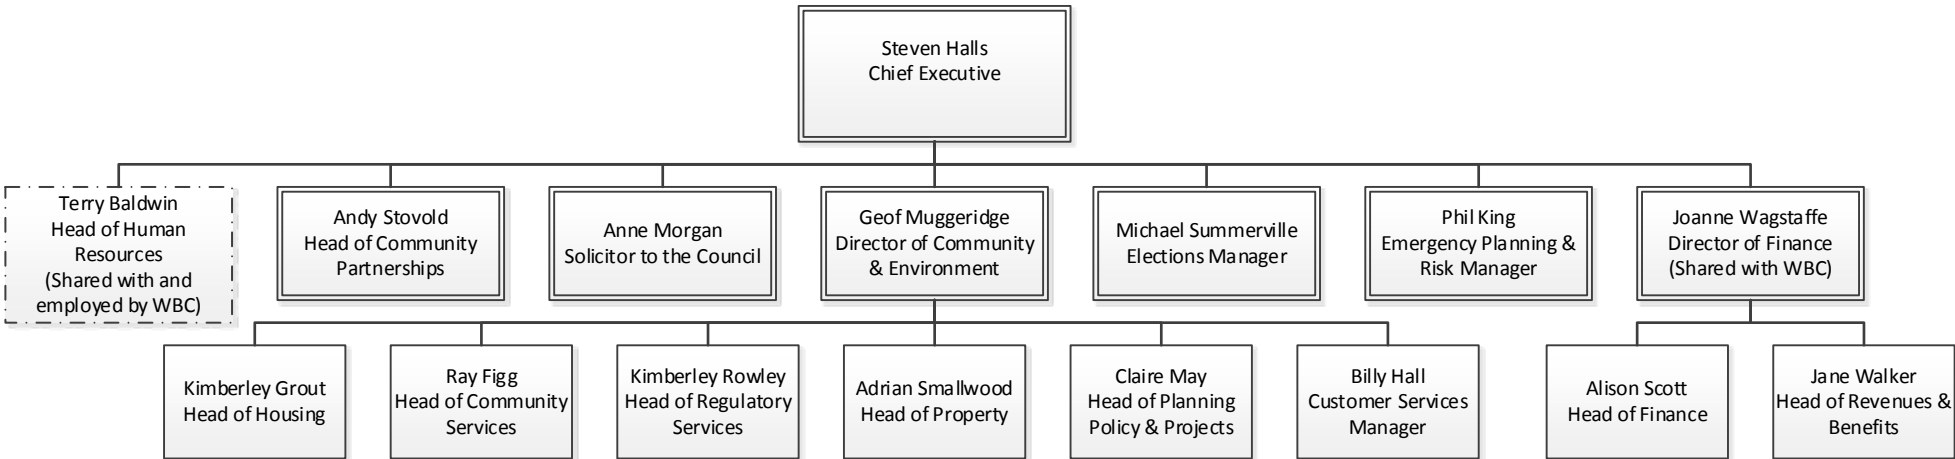 Steven Halls
Chief Executive
Terry Baldwin
Head of Human
Resources
(Shared with and
employed by WBC)
Andy Stovold
Head of Community
Partnerships
Anne Morgan
Solicitor to the Council
Geof Muggeridge
Director of Community
& Environment
Michael Summerville
Elections Manager
Phil King
Emergency Planning &
Risk Manager
Joanne Wagstaffe
Director of Finance
(Shared with WBC)
Kimberley Grout
Head of Housing
Ray Figg
Head of Community
Services
Kimberley Rowley
Head of Regulatory
Services
Adrian Smallwood
Head of Property
Claire May
Head of Planning
Policy & Projects
Billy Hall
Customer Services
Manager
Alison Scott
Head of Finance
Jane Walker
Head of Revenues &
Benefits